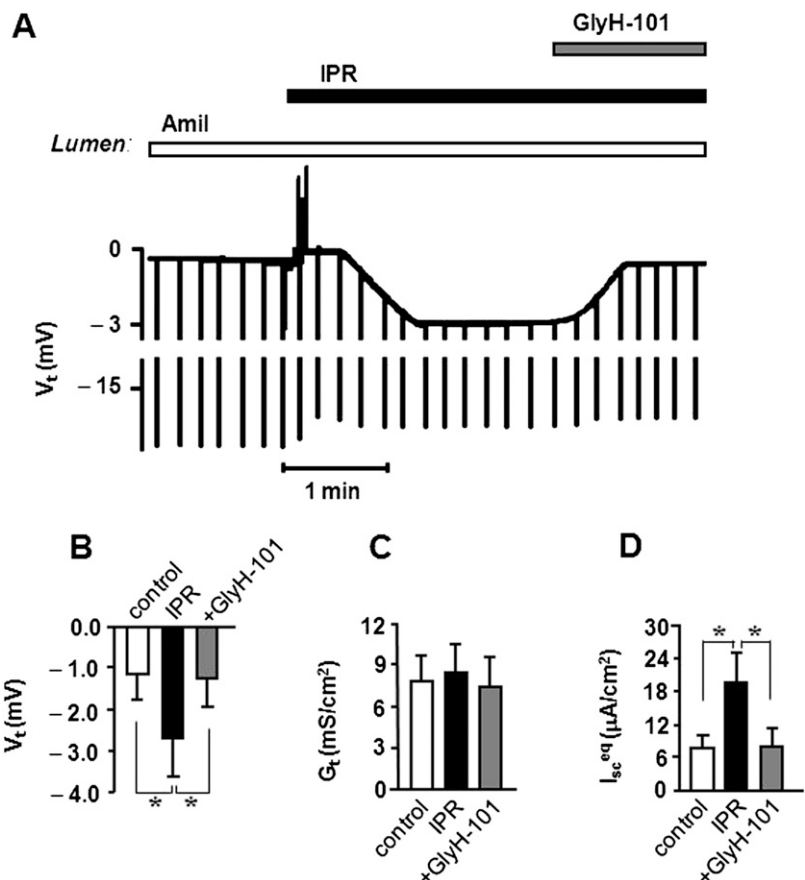 A
GlyH-101
IPR
Amil
Lumen:
0
– 3
– 15
Vt (mV)
1 min
B
control
IPR
+GlyH-101
0.0
– 1.0
– 2.0
– 3.0
– 4.0
Vt (mV)
* *
C
12
9
6
3
0
Gt (mS/cm²)
control
IPR
+GlyH-101
D
30
24
18
12
6
0
Isc^eq (µA/cm²)
* *
control
IPR
+GlyH-101